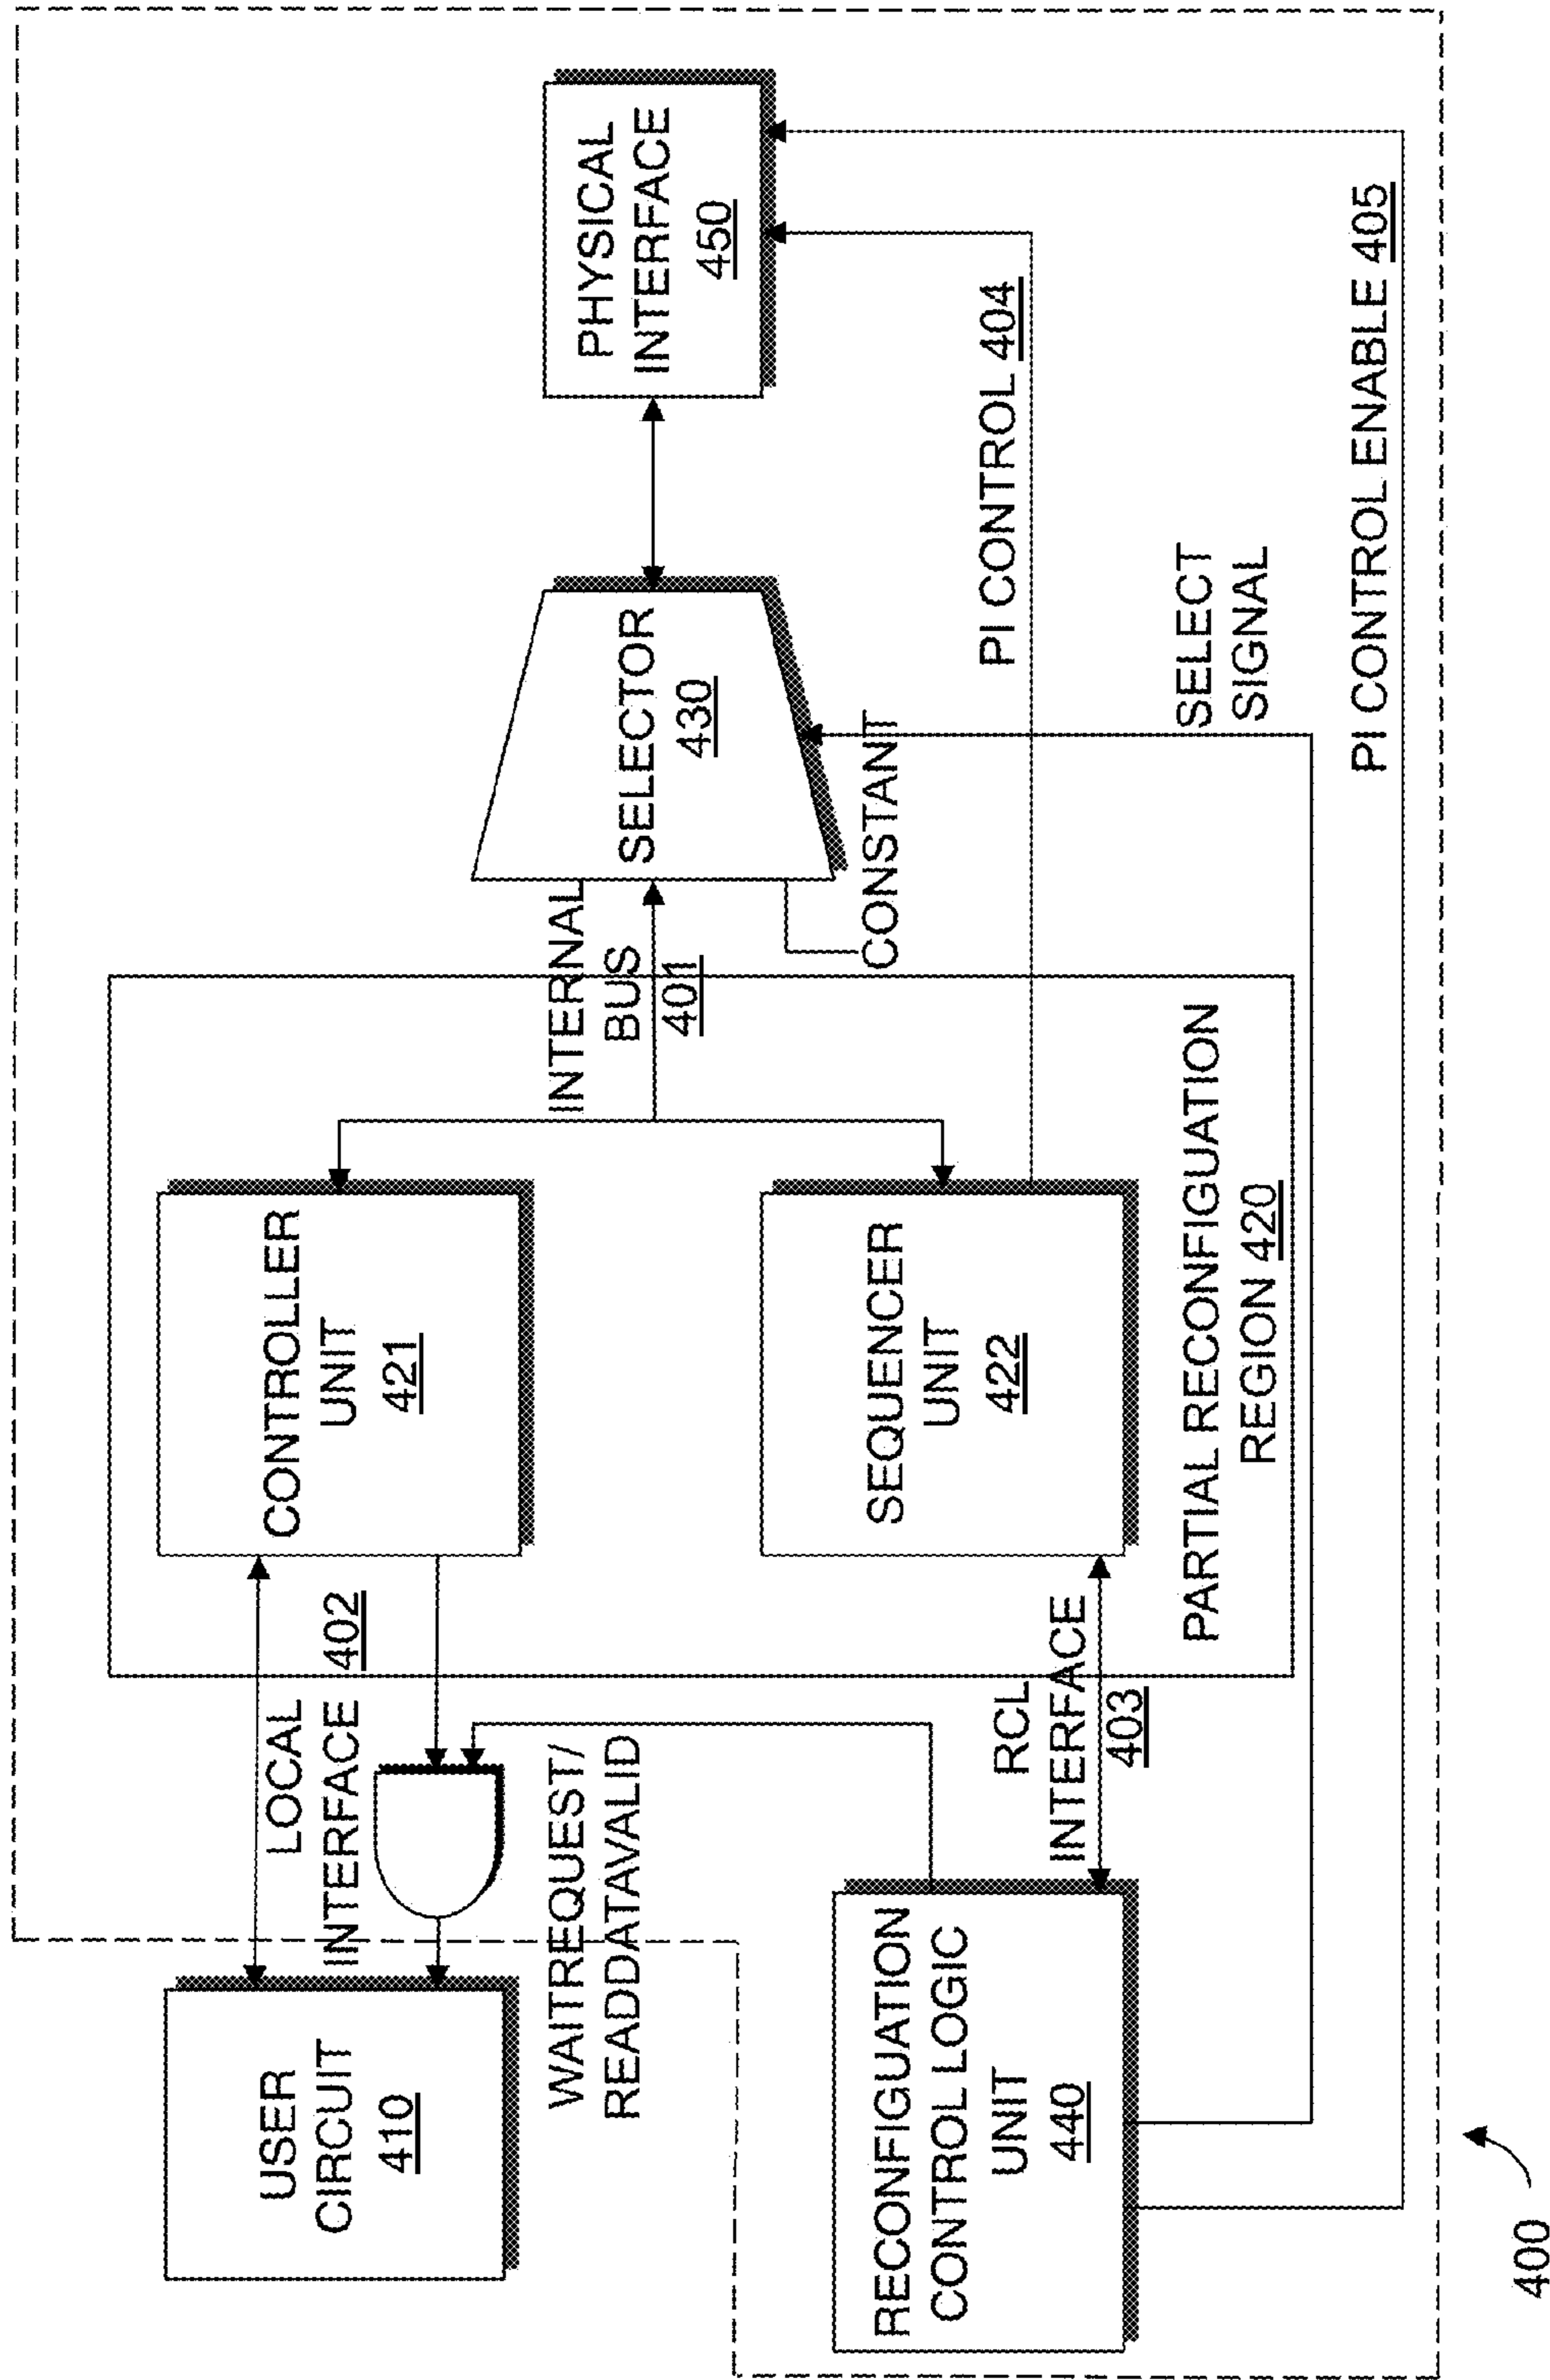 USER
CIRCUIT
410
LOCAL
INTERFACE 402
WAITREQUEST/
READDATAVALID
CONTROLLER
UNIT
421
INTERNAL
BUS
401
SELECTOR
430
CONSTANT
PHYSICAL
INTERFACE
450
RECONFIGUATION
CONTROL LOGIC
UNIT
440
RCL
INTERFACE
403
SEQUENCER
UNIT
422
PARTIAL RECONFIGUATION
REGION 420
PI CONTROL 404
SELECT
SIGNAL
PI CONTROL ENABLE 405
400